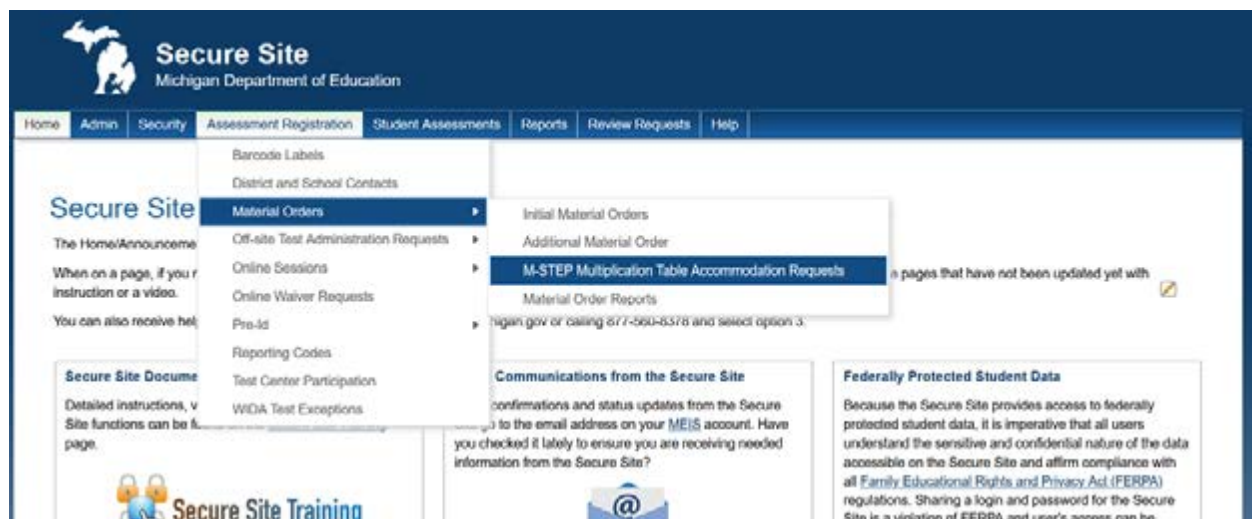 Secure Site
Michigan Department of Education
Home Admin Security Assessment Registration Student Assessments Reports Review Requests Help
Barcode Labels
District and School Contacts
Material Orders
Off-site Test Administration Requests
Online Sessions
Online Waiver Requests
Pre-Id
Reporting Codes
Test Center Participation
WIDA Test Exceptions
Initial Material Orders
Additional Material Order
M-STEP Multiplication Table Accommodation Requests
Material Order Reports
Secure Site
The Home/Announceme
When on a page, if you r pages that have not been updated yet with
instruction or a video.
You can also receive hel gov or calling 877-560-8378 and select option 3.
Secure Site Docume
Detailed instructions, v
Site functions can be f
page.
Secure Site Training
Communications from the Secure Site
confirmations and status updates from the Secure
to the email address on your MEIS account. Have
you checked it lately to ensure you are receiving needed
information from the Secure Site?
@
Federally Protected Student Data
Because the Secure Site provides access to federally
protected student data, it is imperative that all users
understand the sensitive and confidential nature of the data
accessible on the Secure Site and affirm compliance with
all Family Educational Rights and Privacy Act (FERPA)
regulations. Sharing a login and password for the Secure
Site is a violation of FERPA and user's access can be